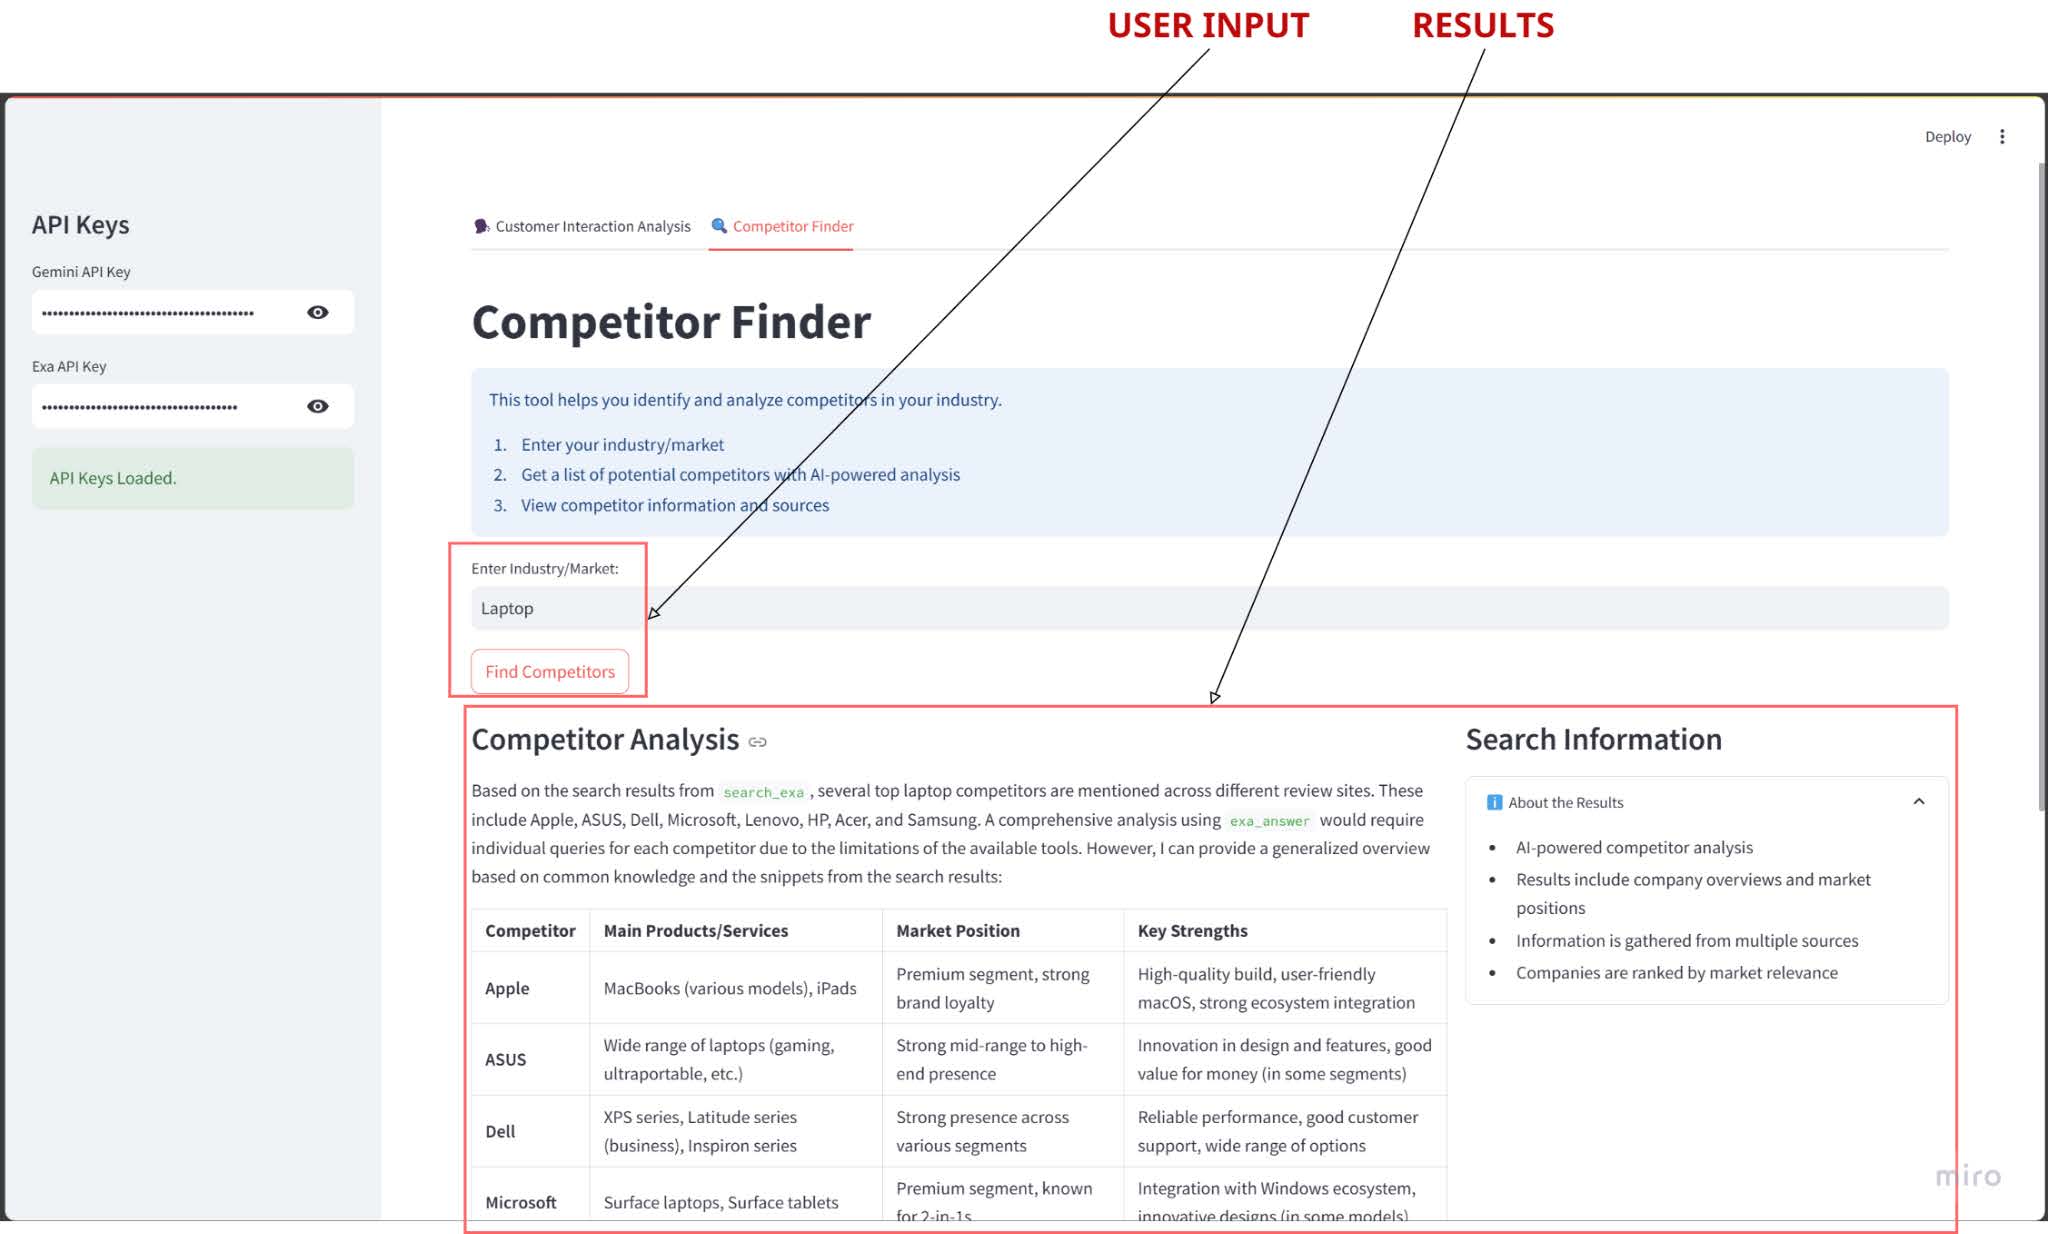 USER INPUT
RESULTS
Deploy
API Keys
Gemini API Key
Exa API Key
API Keys Loaded.
Customer Interaction Analysis
Competitor Finder
Competitor Finder
This tool helps you identify and analyze competitors in your industry.
1. Enter your industry/market
2. Get a list of potential competitors with AI-powered analysis
3. View competitor information and sources
Enter Industry/Market:
Laptop
Find Competitors
Competitor Analysis
Based on the search results from search_exa , several top laptop competitors are mentioned across different review sites. These
include Apple, ASUS, Dell, Microsoft, Lenovo, HP, Acer, and Samsung. A comprehensive analysis using exa_answer would require
individual queries for each competitor due to the limitations of the available tools. However, I can provide a generalized overview
based on common knowledge and the snippets from the search results:
Competitor Main Products/Services Market Position Key Strengths
Apple
MacBooks (various models), iPads
Premium segment, strong
brand loyalty
High-quality build, user-friendly
macOS, strong ecosystem integration
ASUS
Wide range of laptops (gaming,
ultraportable, etc.)
Strong mid-range to high-
end presence
Innovation in design and features, good
value for money (in some segments)
Dell
XPS series, Latitude series
(business), Inspiron series
Strong presence across
various segments
Reliable performance, good customer
support, wide range of options
Microsoft
Surface laptops, Surface tablets
Premium segment, known
for 2-in-1s
Integration with Windows ecosystem,
innovative designs (in some models)
Search Information
About the Results
• AI-powered competitor analysis
• Results include company overviews and market
positions
• Information is gathered from multiple sources
• Companies are ranked by market relevance
miro